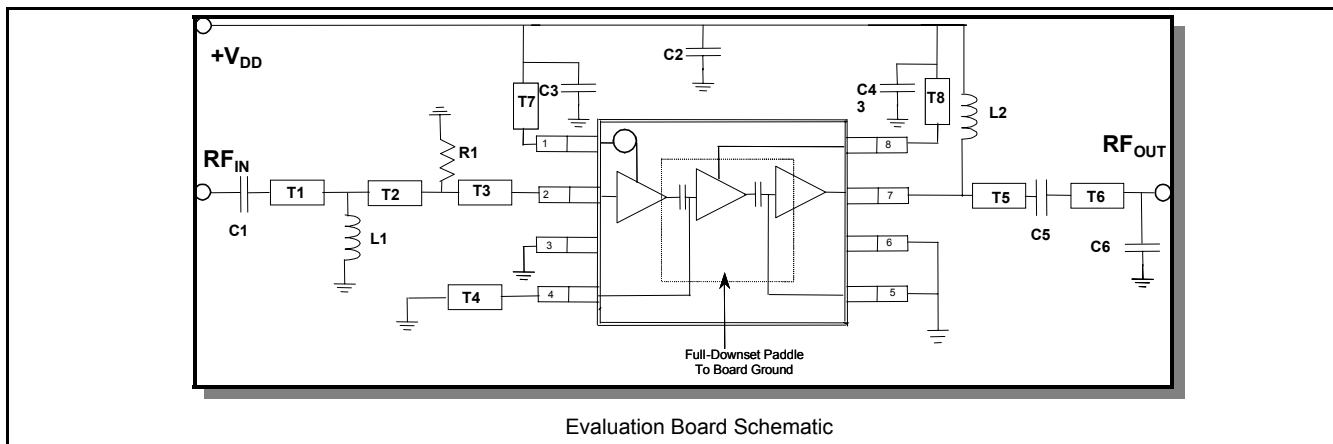 +VDD
C2
C3
T7
C4
3
T8
L2
R1
1
8
RFIN
RFOUT
T1
T2
T3
2
7
T5
T6
C1
L1
C5
C6
3
6
T4
4
5
Full-Downset Paddle
To Board Ground
Evaluation Board Schematic